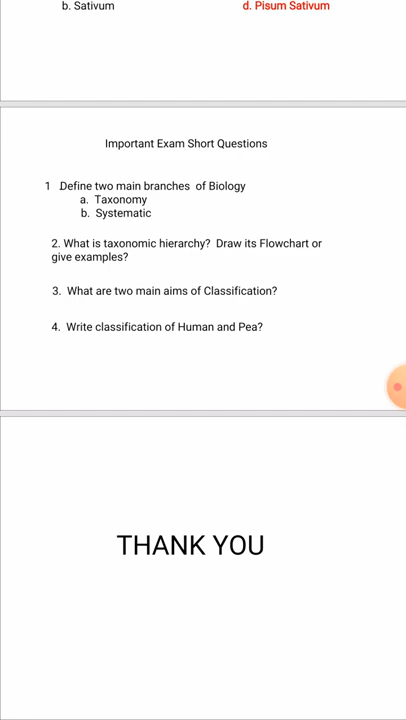 b. Sativum d. Pisum Sativum
Important Exam Short Questions
1 .Define two main branches of Biology
a. Taxonomy
b. Systematic
2. What is taxonomic hierarchy? Draw its Flowchart or
give examples?
3. What are two main aims of Classification?
4. Write classification of Human and Pea?
THANK YOU